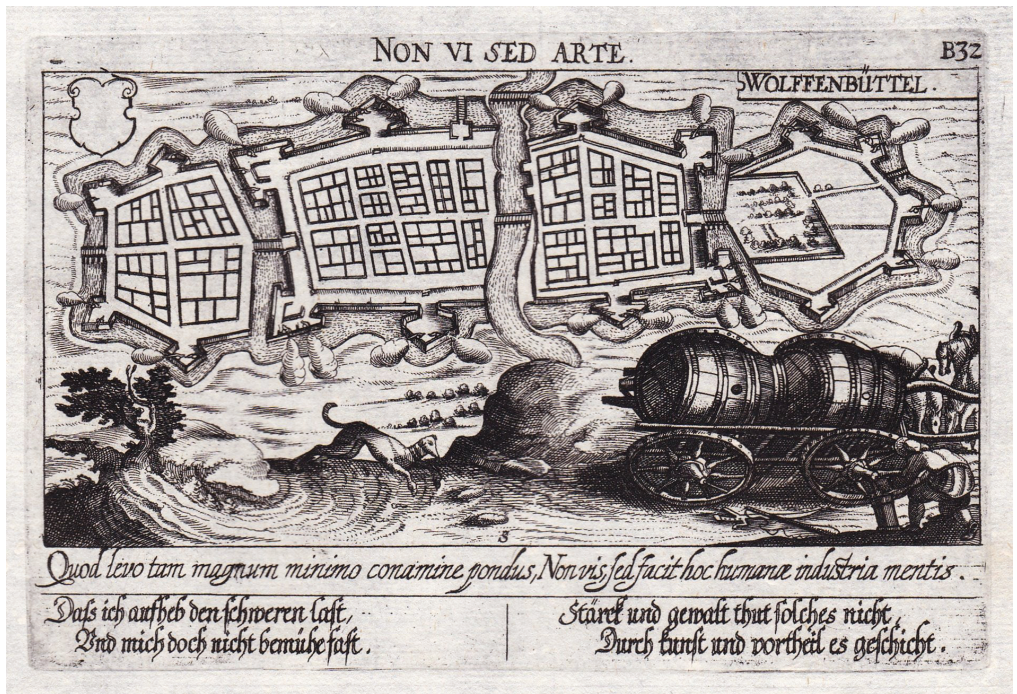 NON VI SED ARTE.
B32
WOLFFENBÜTTEL.
S
Quod levo tam magnum minimo conamine pondus, Non vis, sed facit hoc humanæ industria mentis.
Daſs ich aufheb den ſchweren laſt,
Vnd mich doch nicht bemühe faſt.
Stärck und gewalt thut ſolches nicht,
Durch kunſt und vortheil es geſchicht.